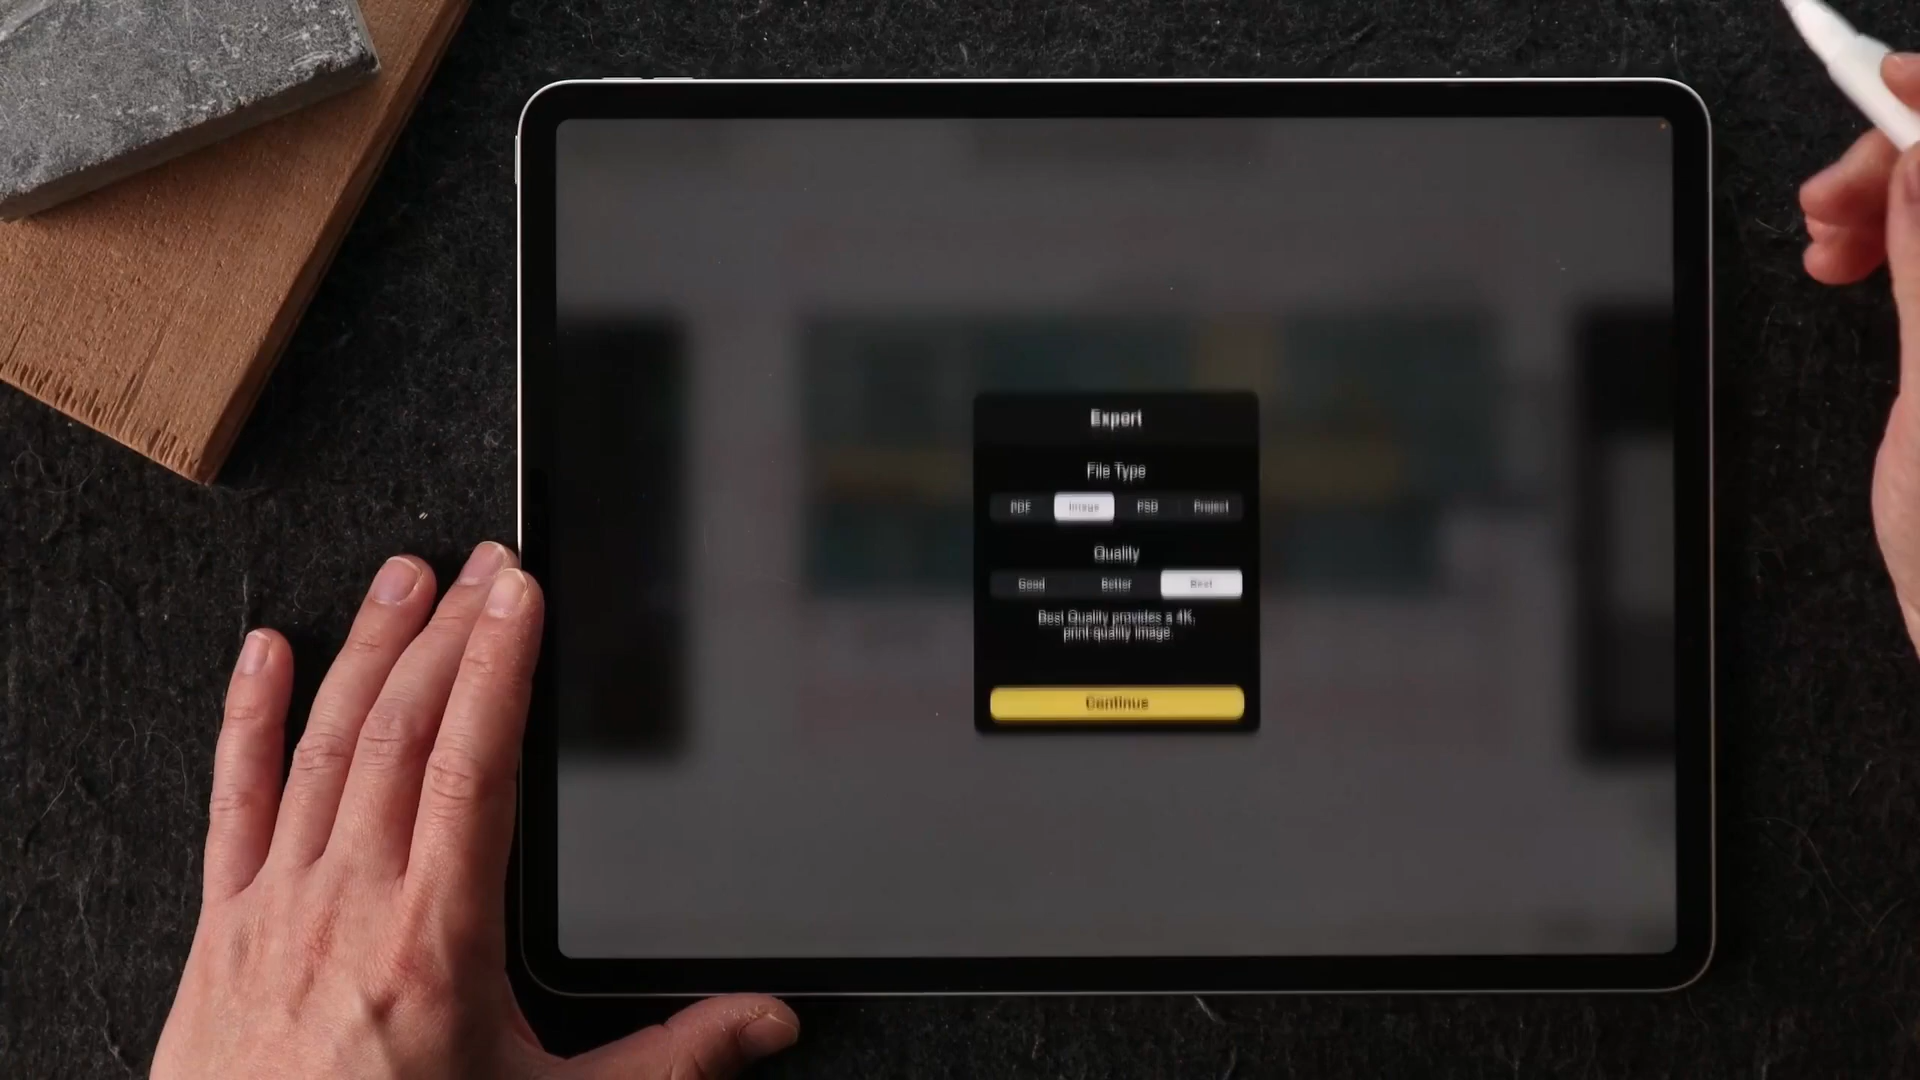 Export
File Type
PDF Image PSD Project
Quality
Good Better Best
Best Quality provides a 4K,
print-quality image.
Continue